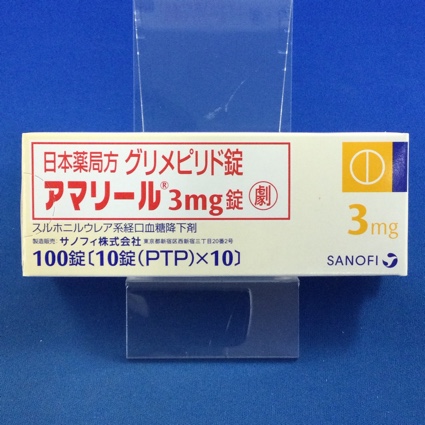 日本薬局方 グリメピリド錠
アマリール® 3mg錠 劇
スルホニルウレア系経口血糖降下剤
製造販売: サノフィ株式会社 東京都新宿区西新宿三丁目20番2号
100錠〔10錠(PTP)×10〕
3mg
SANOFI